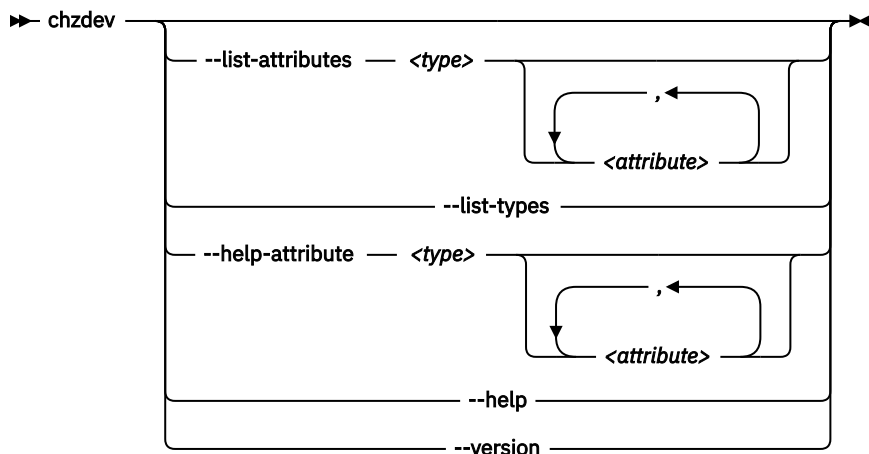 chzdev
--list-attributes <type>
,
<attribute>
--list-types
--help-attribute <type>
,
<attribute>
--help
--version